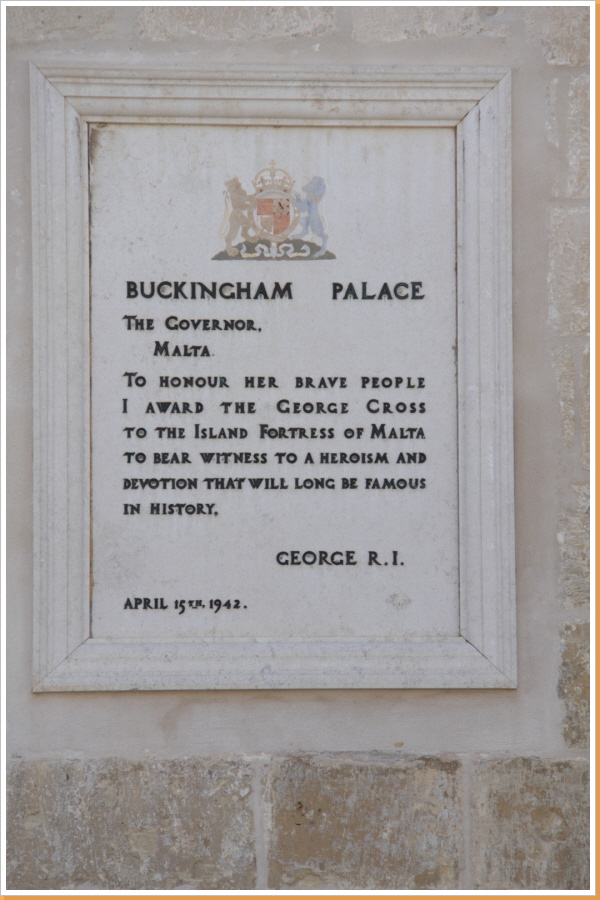 BUCKINGHAM PALACE
THE GOVERNOR,
MALTA.
TO HONOUR HER BRAVE PEOPLE
I AWARD THE GEORGE CROSS
TO THE ISLAND FORTRESS OF MALTA
TO BEAR WITNESS TO A HEROISM AND
DEVOTION THAT WILL LONG BE FAMOUS
IN HISTORY.
GEORGE R.I.
APRIL 15TH. 1942.